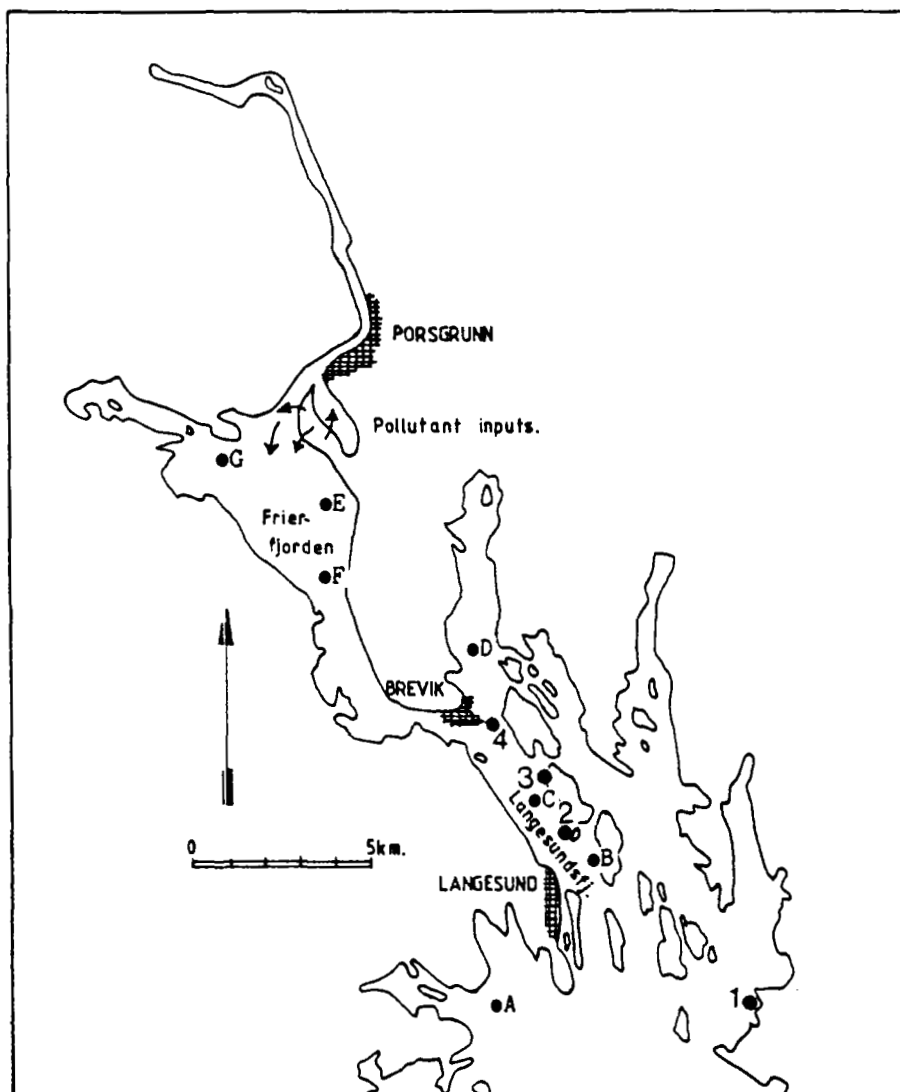 PORSGRUNN
Pollutant inputs.
G
E
Frier-
fjorden
F
D
BREVIK
4
3
C
2
Langesundsfj.
B
0 5km.
LANGESUND
1
A